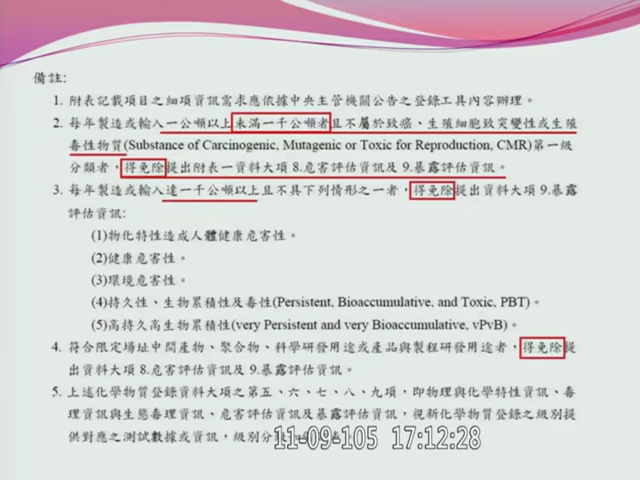 備註:
1. 附表記載項目之細項資訊需求應依據中央主管機關公告之登錄工具內容辦理。
2. 每年製造或輸入一公噸以上未滿一千公噸者且不屬於致癌、生殖細胞致突變性或生殖
毒性物質(Substance of Carcinogenic, Mutagenic or Toxic for Reproduction, CMR)第一級
分類者，得免除提出附表一資料大項 8.危害評估資訊及 9.暴露評估資訊。
3. 每年製造或輸入達一千公噸以上且不具下列情形之一者，得免除提出資料大項 9.暴露
評估資訊:
(1)物化特性造成人體健康危害性。
(2)健康危害性。
(3)環境危害性。
(4)持久性、生物累積性及毒性(Persistent, Bioaccumulative, and Toxic, PBT)。
(5)高持久高生物累積性(very Persistent and very Bioaccumulative, vPvB)。
4. 符合限定場址中間產物、聚合物、科學研發用途或產品與製程研發用途者，得免除提
出資料大項 8.危害評估資訊及 9.暴露評估資訊。
5. 上述化學物質登錄資料大項之第五、六、七、八、九項，即物理與化學特性資訊、毒
理資訊與生態毒理資訊、危害評估資訊及暴露評估資訊，視新化學物質登錄之級別提
供對應之測試數據或資訊，級別分
11-09-105 17:12:28